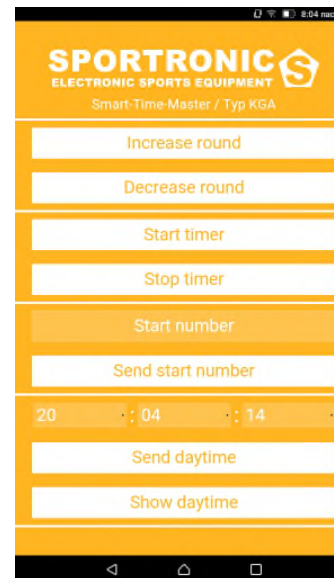 8:04 пас
SPORTRONIC S
ELECTRONIC SPORTS EQUIPMENT
Smart-Time-Master / Typ KGA
Increase round
Decrease round
Start timer
Stop timer
Start number
Send start number
20 : 04 : 14
Send daytime
Show daytime